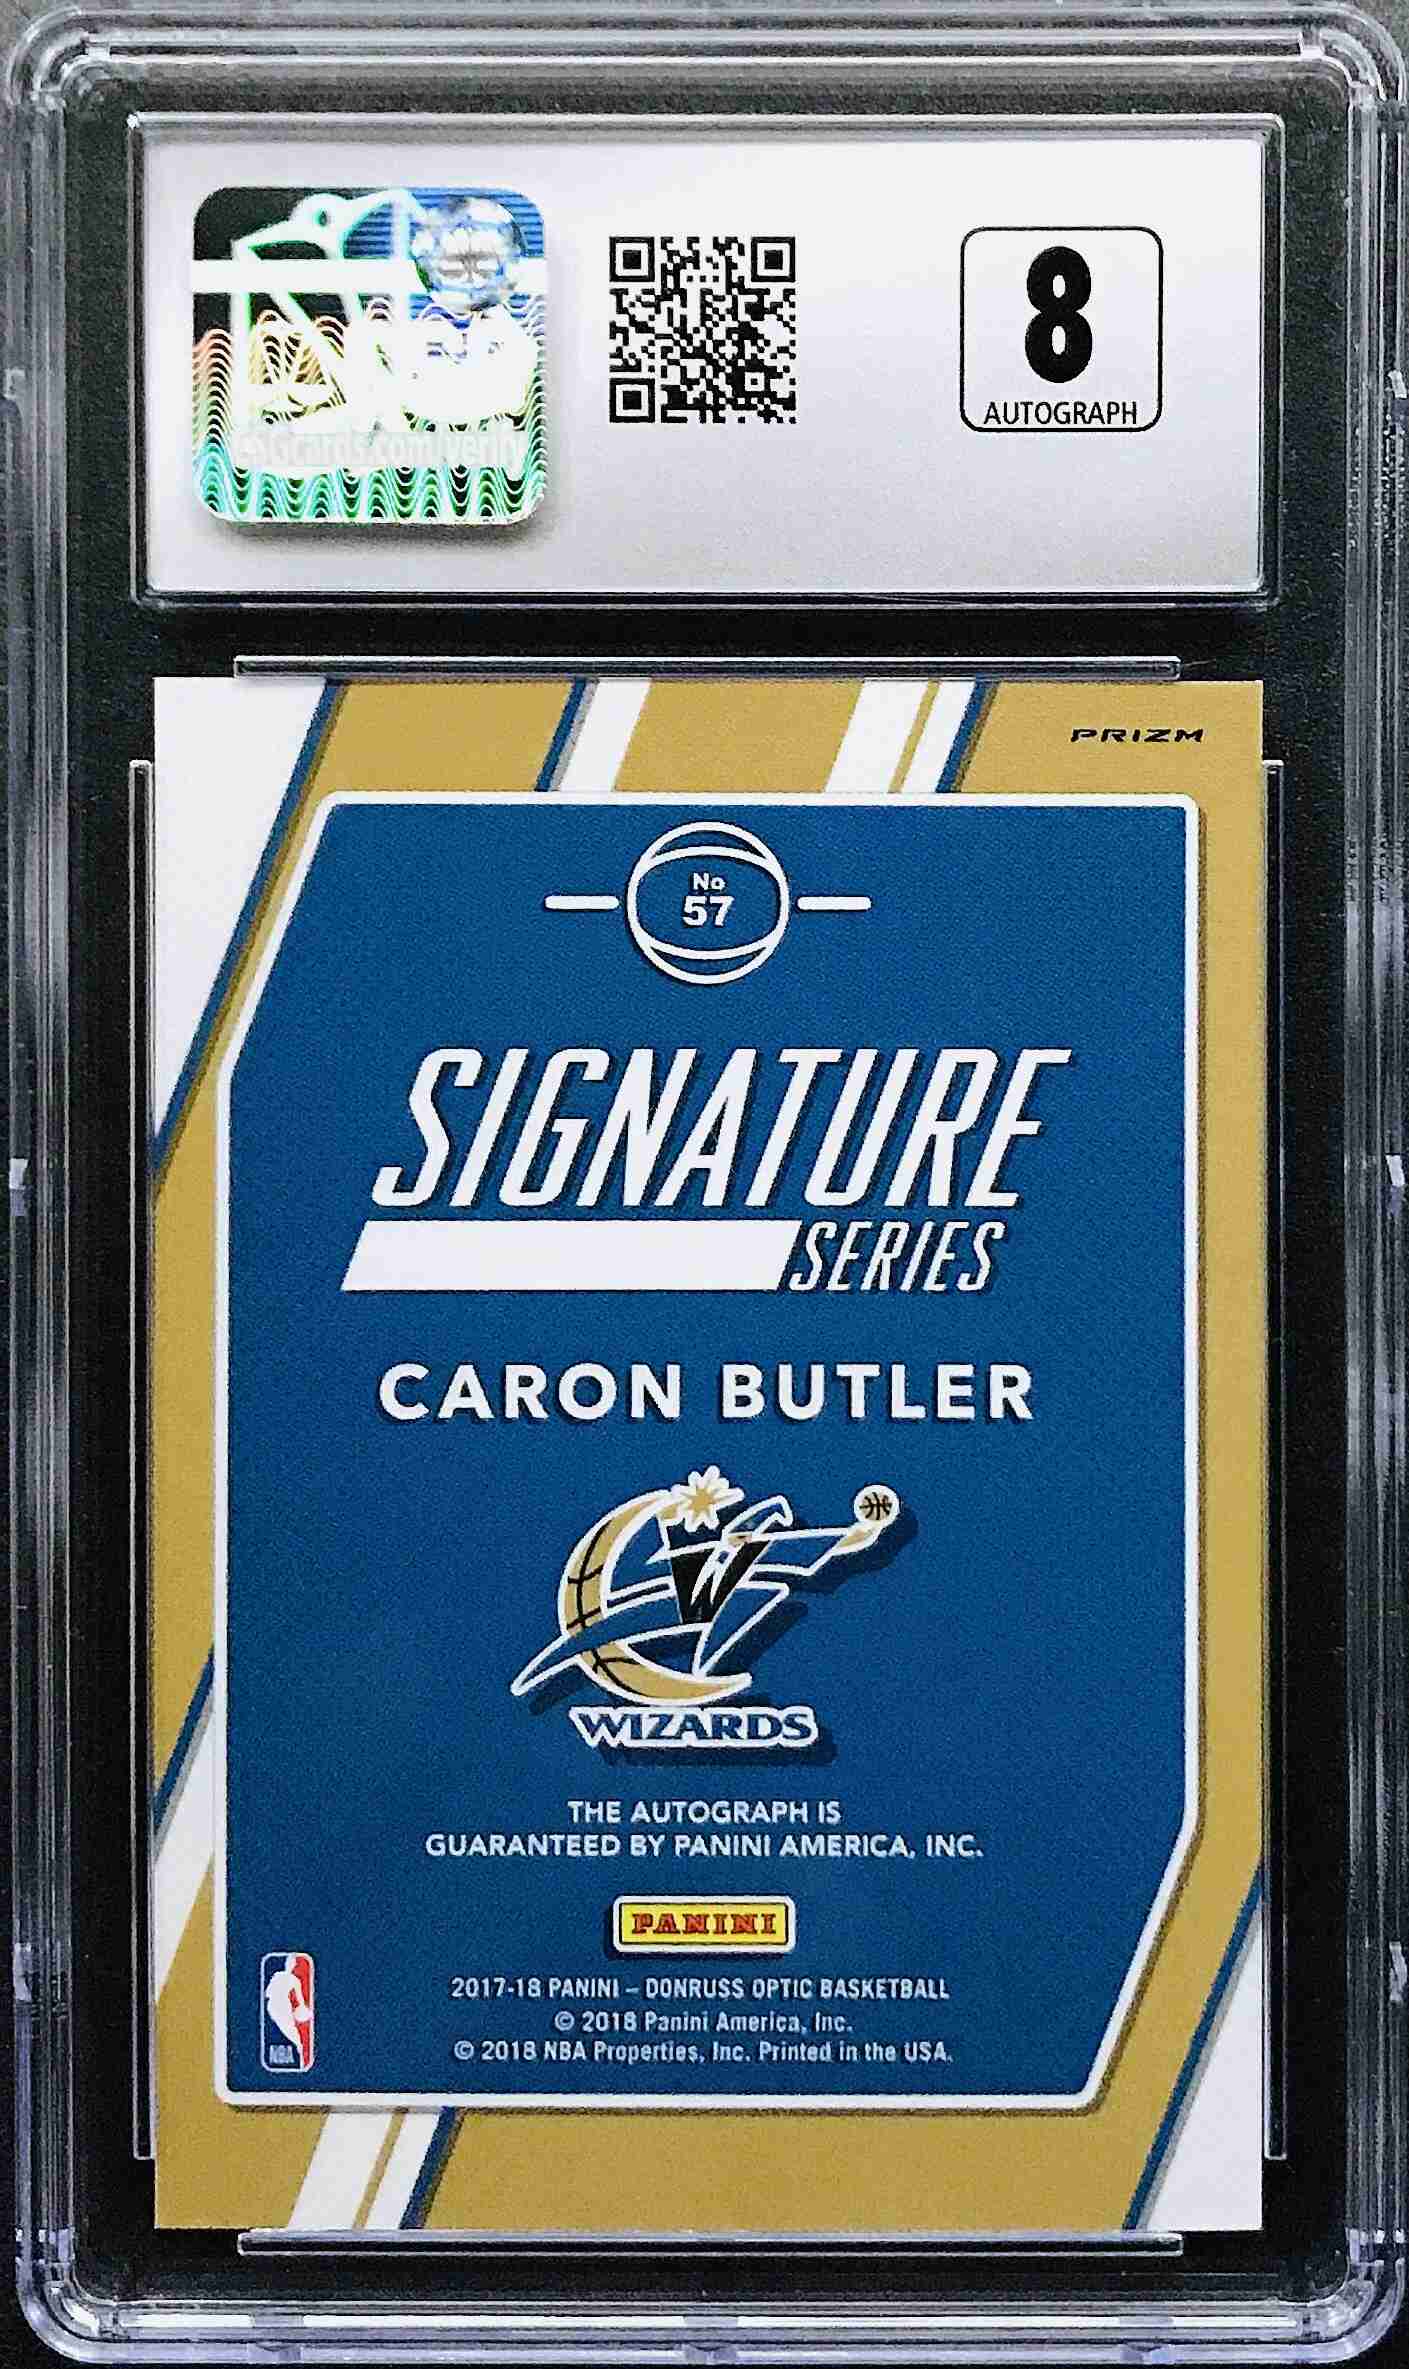 CSGcards.com/verify
8
AUTOGRAPH
PRIZM
No
57
SIGNATURE
SERIES
CARON BUTLER
W
WIZARDS
THE AUTOGRAPH IS
GUARANTEED BY PANINI AMERICA, INC.
PANINI
2017-18 PANINI – DONRUSS OPTIC BASKETBALL
© 2018 Panini America, Inc.
© 2018 NBA Properties, Inc. Printed in the USA.
NBA